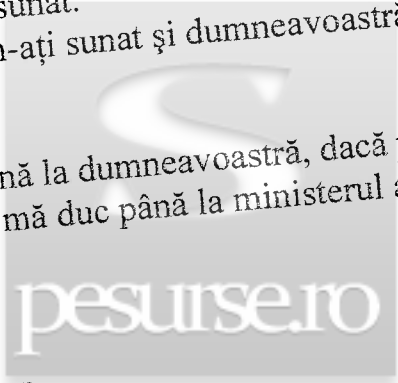 sunat.
-ați sunat şi dumneavoastră
nă la dumneavoastră, dacă
mă duc până la ministerul a
pesurse.ro